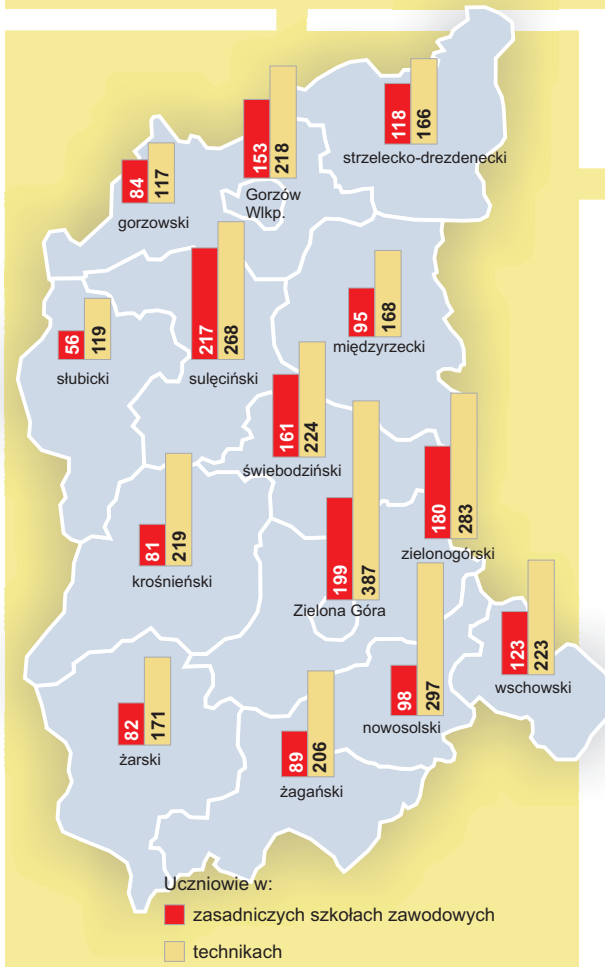 118
166
strzelecko-drezdenecki
153
218
Gorzów
Wlkp.
84
117
gorzowski
217
268
sulęciński
95
168
międzyrzecki
56
119
słubicki
161
224
świebodziński
180
283
zielonogórski
81
219
krośnieński
199
387
Zielona Góra
123
223
wschowski
98
297
nowosolski
82
171
żarski
89
206
żagański
Uczniowie w:
zasadniczych szkołach zawodowych
technikach